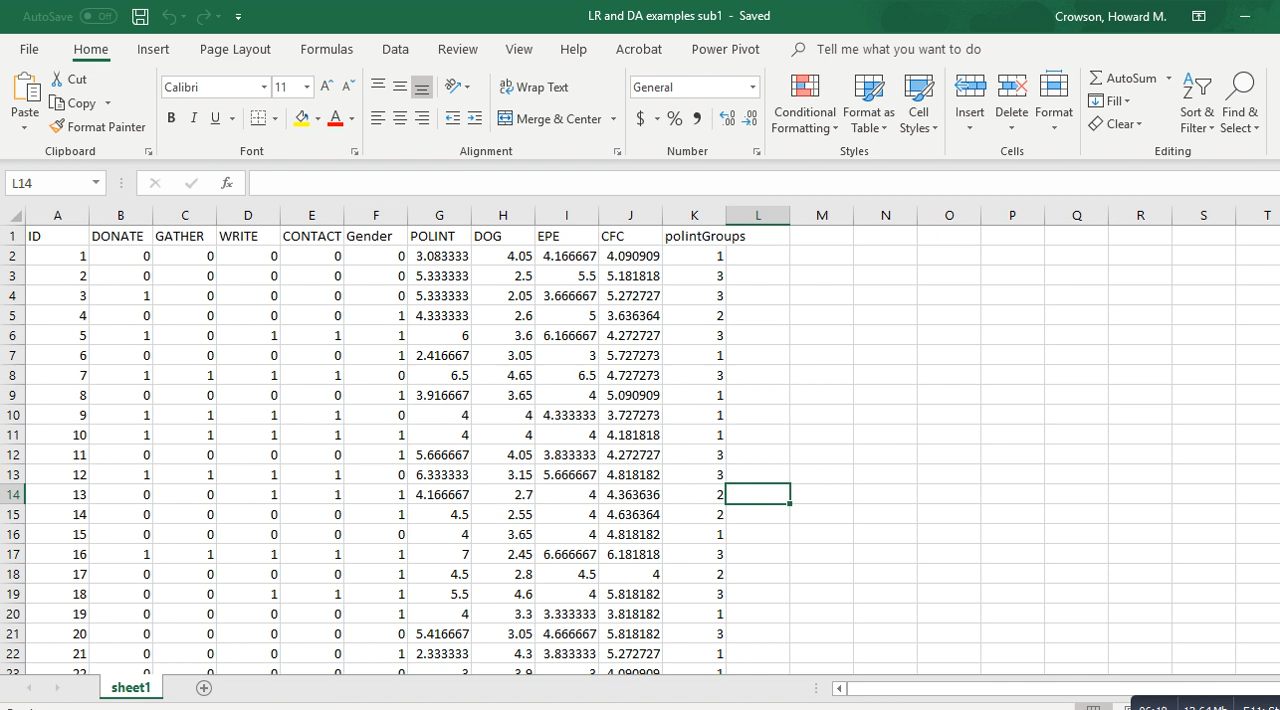 AutoSave Off LR and DA examples sub1 - Saved Crowson, Howard M.
File Home Insert Page Layout Formulas Data Review View Help Acrobat Power Pivot Tell me what you want to do
Paste Cut Copy Format Painter Clipboard
Calibri 11 B I U A Font
Wrap Text Merge & Center Alignment
General $ % Number
Conditional Formatting Format as Table Cell Styles Styles
Insert Delete Format Cells
AutoSum Fill Clear Sort & Filter Find & Select Editing
L14 fx
A B C D E F G H I J K L M N O P Q R S T
1 ID DONATE GATHER WRITE CONTACT Gender POLINT DOG EPE CFC polintGroups
2 1 0 0 0 0 0 3.083333 4.05 4.166667 4.090909 1
3 2 0 0 0 0 0 5.333333 2.5 5.5 5.181818 3
4 3 1 0 0 0 0 5.333333 2.05 3.666667 5.272727 3
5 4 0 0 0 0 1 4.333333 2.6 5 3.636364 2
6 5 1 0 1 1 1 6 3.6 6.166667 4.272727 3
7 6 0 0 0 0 1 2.416667 3.05 3 5.727273 1
8 7 1 1 1 1 0 6.5 4.65 6.5 4.727273 3
9 8 0 0 0 0 1 3.916667 3.65 4 5.090909 1
10 9 1 1 1 1 0 4 4 4.333333 3.727273 1
11 10 1 1 1 1 1 4 4 4 4.181818 1
12 11 0 0 0 0 1 5.666667 4.05 3.833333 4.272727 3
13 12 1 1 1 1 0 6.333333 3.15 5.666667 4.818182 3
14 13 0 0 1 1 1 4.166667 2.7 4 4.363636 2
15 14 0 0 0 0 1 4.5 2.55 4 4.636364 2
16 15 0 0 0 0 0 4 3.65 4 4.818182 1
17 16 1 1 1 1 1 7 2.45 6.666667 6.181818 3
18 17 0 0 0 0 1 4.5 2.8 4.5 4 2
19 18 0 0 1 1 1 5.5 4.6 4 5.818182 3
20 19 0 0 0 0 1 4 3.3 3.333333 3.818182 1
21 20 0 0 0 0 0 5.416667 3.05 4.666667 5.818182 3
22 21 0 0 0 0 1 2.333333 4.3 3.833333 5.272727 1
23 22 0 0 0 0 0 3 3.9 3 4.090909 1
sheet1